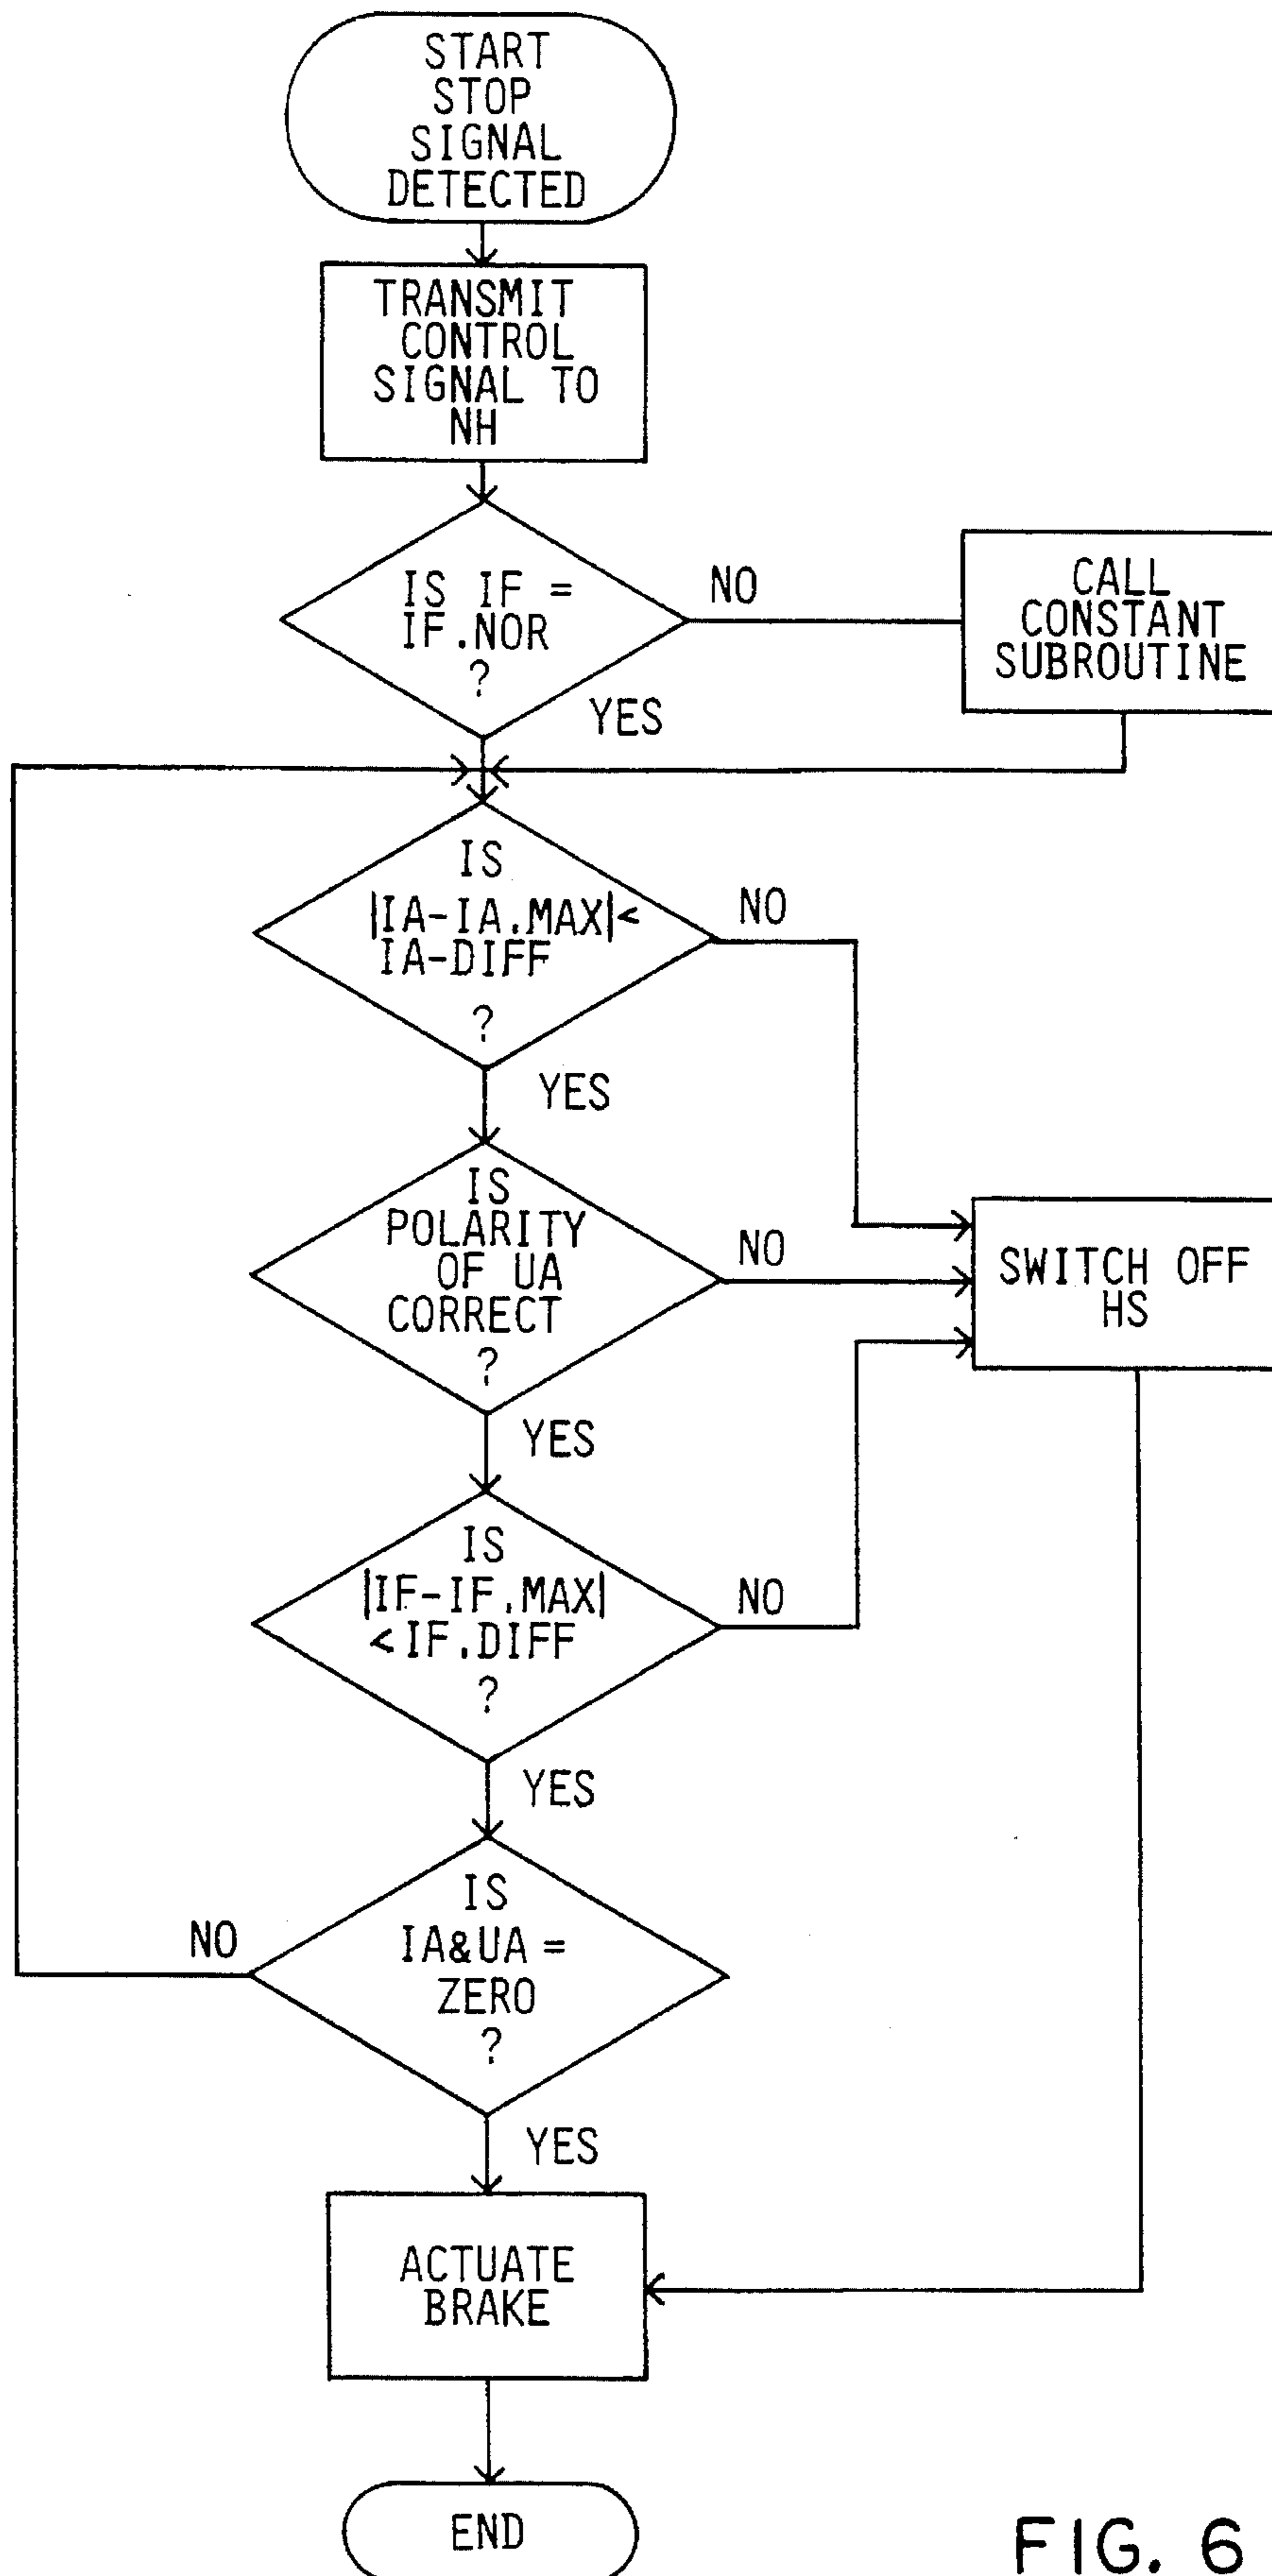 START
STOP
SIGNAL
DETECTED
TRANSMIT
CONTROL
SIGNAL TO
NH
IS IF =
IF.NOR
?
NO
CALL
CONSTANT
SUBROUTINE
YES
IS
|IA-IA.MAX|<
IA-DIFF
?
NO
YES
IS
POLARITY
OF UA
CORRECT
?
NO
SWITCH OFF
HS
YES
IS
|IF-IF.MAX|
<IF.DIFF
?
NO
YES
IS
IA&UA =
ZERO
?
NO
YES
ACTUATE
BRAKE
END
FIG. 6